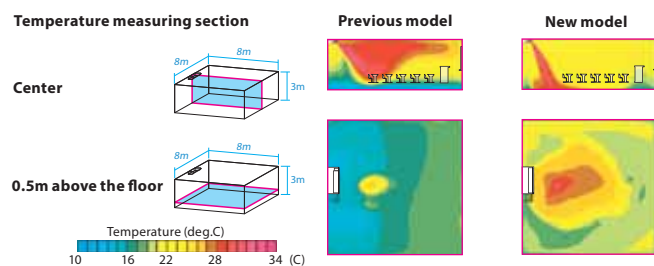 Temperature measuring section
Previous model
New model
8m
8m
3m
Center
8m
8m
3m
0.5m above the floor
Temperature (deg.C)
10 16 22 28 34 (C)